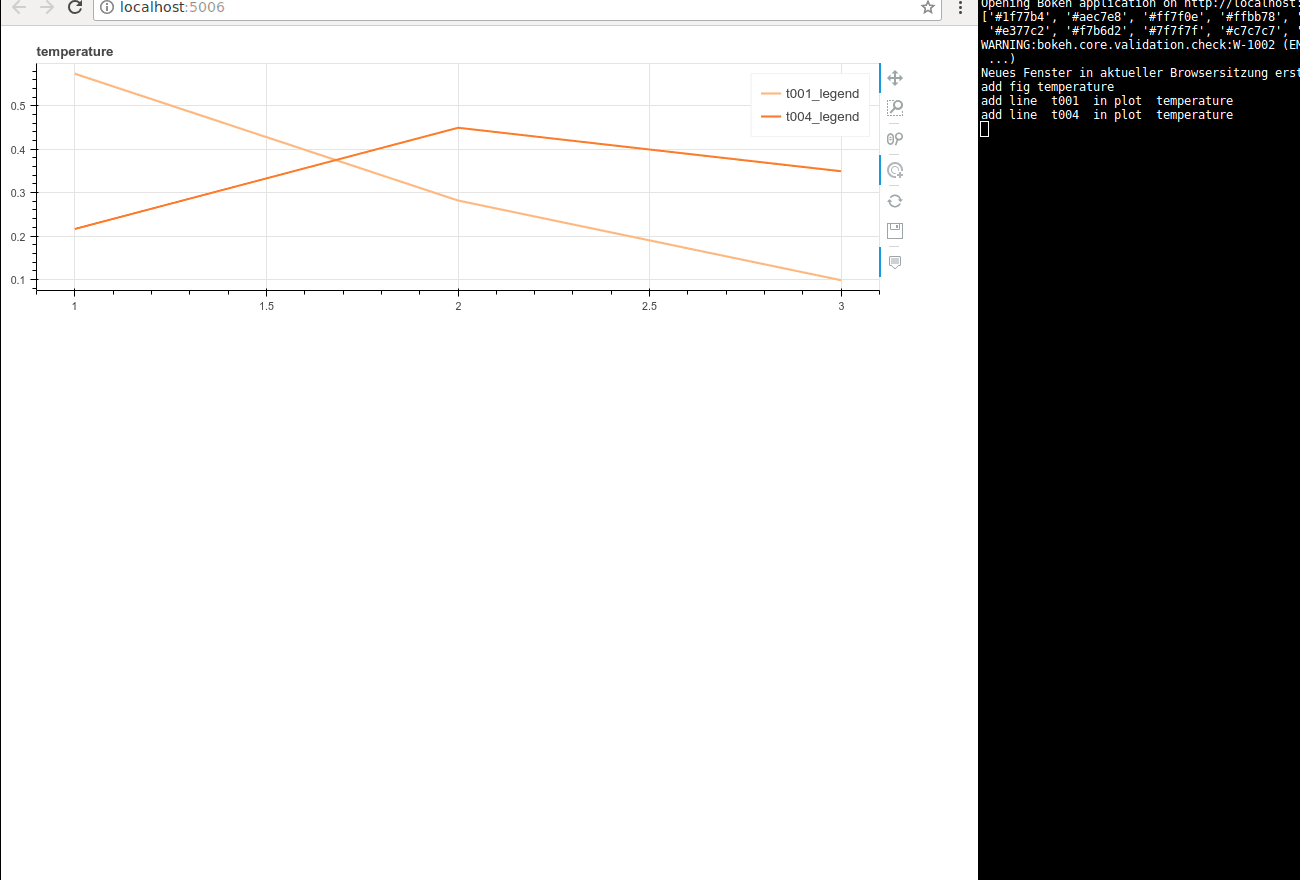 localhost:5006
temperature
t001_legend
t004_legend
0.5
0.4
0.3
0.2
0.1
1
1.5
2
2.5
3
Opening Bokeh application on http://localhost:
['#1f77b4', '#aec7e8', '#ff7f0e', '#ffbb78', '
'#e377c2', '#f7b6d2', '#7f7f7f', '#c7c7c7', '
WARNING:bokeh.core.validation.check:W-1002 (EM
...)
Neues Fenster in aktueller Browsersitzung erst
add fig temperature
add line  t001  in plot  temperature
add line  t004  in plot  temperature